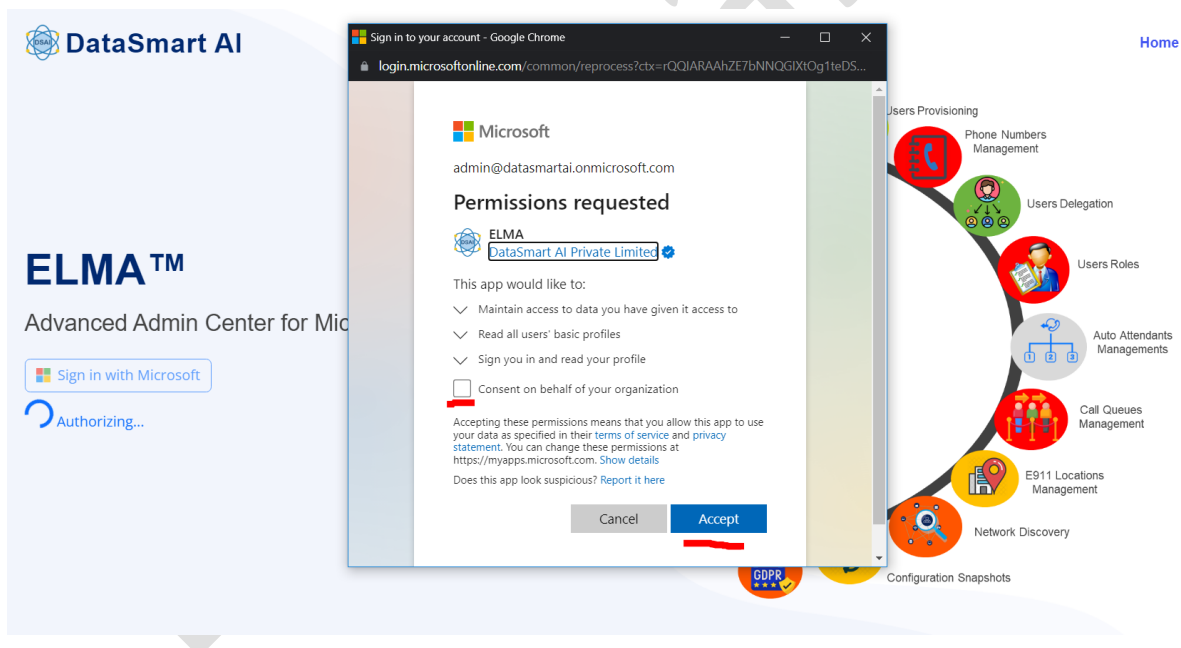 DSAI DataSmart AI
Home
ELMA™
Advanced Admin Center for Mic
Sign in with Microsoft
Authorizing...
Sign in to your account - Google Chrome
login.microsoftonline.com/common/reprocess?ctx=rQQIARAAhZE7bNNQGIXtOg1teDS...
Microsoft
admin@datasmartai.onmicrosoft.com
Permissions requested
DSAI
ELMA
DataSmart AI Private Limited
This app would like to:
Maintain access to data you have given it access to
Read all users' basic profiles
Sign you in and read your profile
Consent on behalf of your organization
Accepting these permissions means that you allow this app to use
your data as specified in their terms of service and privacy
statement. You can change these permissions at
https://myapps.microsoft.com. Show details
Does this app look suspicious? Report it here
Cancel
Accept
Users Provisioning
Phone Numbers
Management
Users Delegation
Users Roles
Auto Attendants
Managements
1 2 3
Call Queues
Management
E911 Locations
Management
Network Discovery
Configuration Snapshots
GDPR